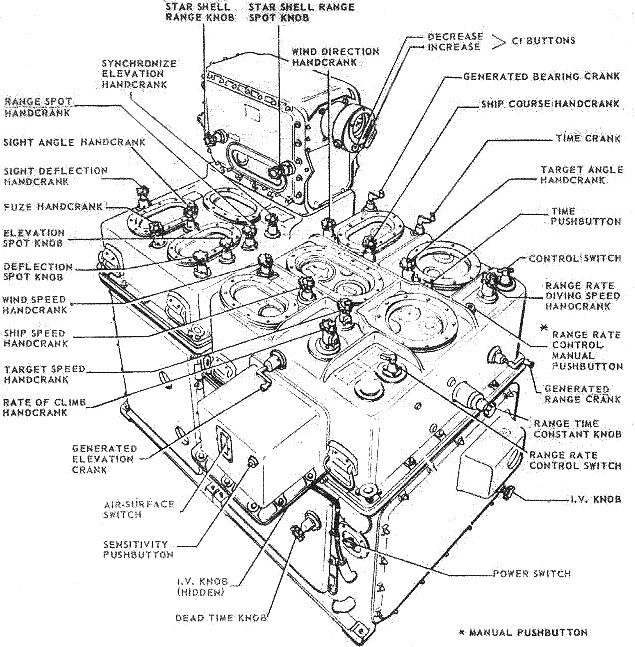 STAR SHELL
RANGE KNOB
STAR SHELL RANGE
SPOT KNOB
WIND DIRECTION
HANDCRANK
DECREASE
INCREASE
Cf BUTTONS
SYNCHRONIZE
ELEVATION
HANDCRANK
RANGE SPOT
HANDCRANK
SIGHT ANGLE HANDCRANK
SIGHT DEFLECTION
HANDCRANK
FUZE HANDCRANK
ELEVATION
SPOT KNOB
DEFLECTION
SPOT KNOB
WIND SPEED
HANDCRANK
SHIP SPEED
HANDCRANK
TARGET SPEED
HANDCRANK
RATE OF CLIMB
HANDCRANK
GENERATED
ELEVATION
CRANK
AIR-SURFACE
SWITCH
SENSITIVITY
PUSHBUTTON
I.V. KNOB
(HIDDEN)
DEAD TIME KNOB
GENERATED BEARING CRANK
SHIP COURSE HANDCRANK
TIME CRANK
TARGET ANGLE
HANDCRANK
TIME
PUSHBUTTON
CONTROL SWITCH
RANGE RATE
DIVING SPEED
HANDCRANK
*
RANGE RATE
CONTROL
MANUAL
PUSHBUTTON
GENERATED
RANGE CRANK
RANGE TIME
CONSTANT KNOB
RANGE RATE
CONTROL SWITCH
I.V. KNOB
POWER SWITCH
* MANUAL PUSHBUTTON